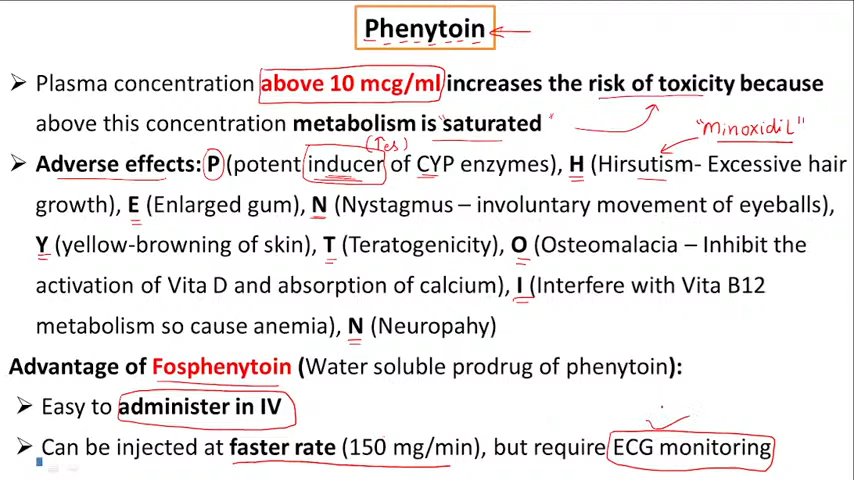 Phenytoin
➢ Plasma concentration above 10 mcg/ml increases the risk of toxicity because
above this concentration metabolism is "saturated"
"Minoxidil"
(↑es)
➢ Adverse effects: P (potent inducer of CYP enzymes), H (Hirsutism- Excessive hair
growth), E (Enlarged gum), N (Nystagmus – involuntary movement of eyeballs),
Y (yellow-browning of skin), T (Teratogenicity), O (Osteomalacia – Inhibit the
activation of Vita D and absorption of calcium), I (Interfere with Vita B12
metabolism so cause anemia), N (Neuropahy)
Advantage of Fosphenytoin (Water soluble prodrug of phenytoin):
➢ Easy to administer in IV
➢ Can be injected at faster rate (150 mg/min), but require ECG monitoring